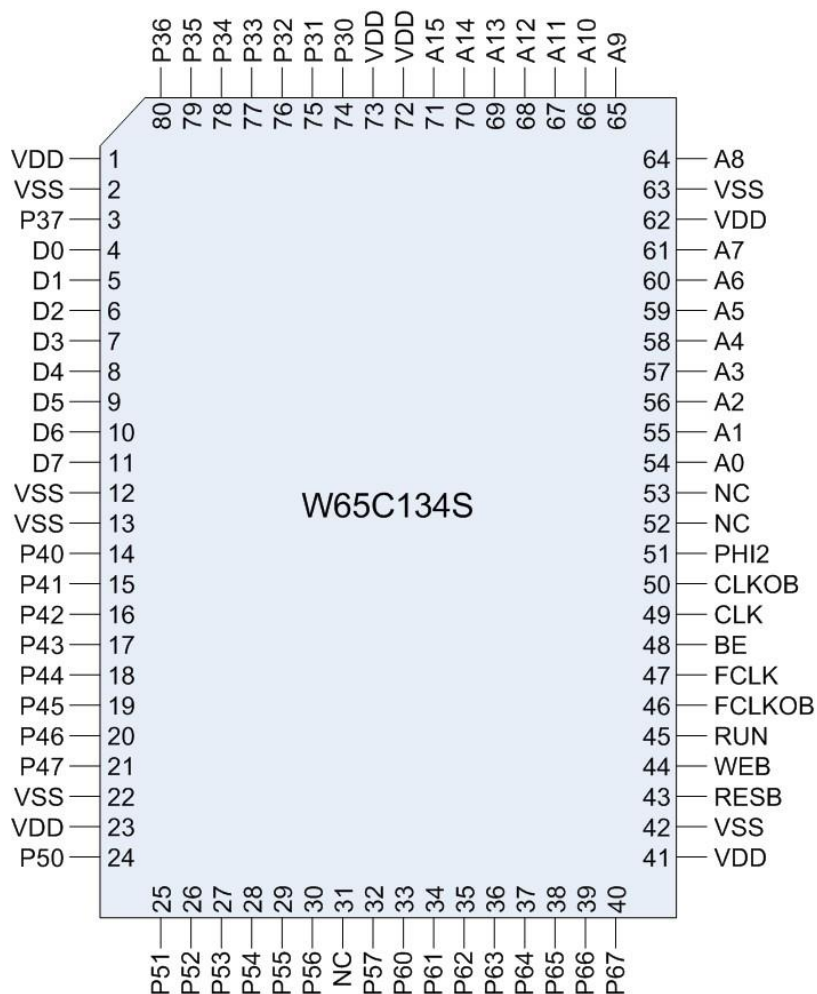 P36 P35 P34 P33 P32 P31 P30 VDD VDD A15 A14 A13 A12 A11 A10 A9
80 79 78 77 76 75 74 73 72 71 70 69 68 67 66 65
VDD 1 64 A8
VSS 2 63 VSS
P37 3 62 VDD
D0 4 61 A7
D1 5 60 A6
D2 6 59 A5
D3 7 58 A4
D4 8 57 A3
D5 9 56 A2
D6 10 55 A1
D7 11 54 A0
VSS 12 53 NC
W65C134S
VSS 13 52 NC
P40 14 51 PHI2
P41 15 50 CLKOB
P42 16 49 CLK
P43 17 48 BE
P44 18 47 FCLK
P45 19 46 FCLKOB
P46 20 45 RUN
P47 21 44 WEB
VSS 22 43 RESB
VDD 23 42 VSS
P50 24 41 VDD
25 26 27 28 29 30 31 32 33 34 35 36 37 38 39 40
P51 P52 P53 P54 P55 P56 NC P57 P60 P61 P62 P63 P64 P65 P66 P67